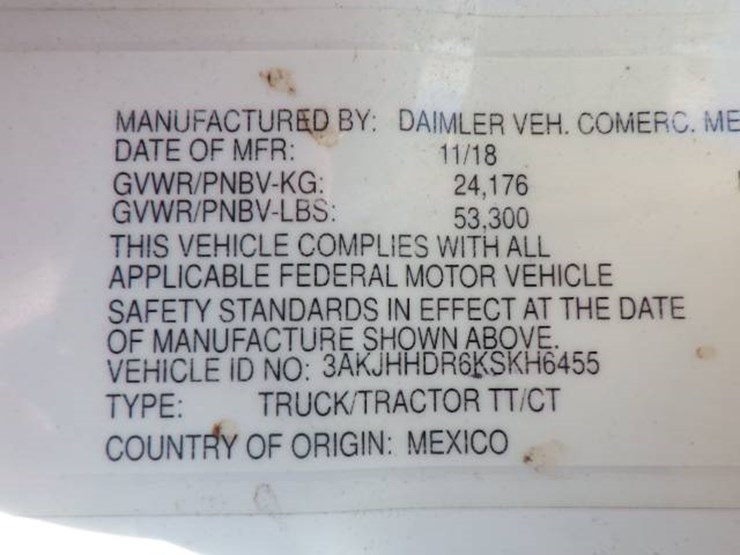 MANUFACTURED BY: DAIMLER VEH. COMERC. ME
DATE OF MFR: 11/18
GVWR/PNBV-KG: 24,176
GVWR/PNBV-LBS: 53,300
THIS VEHICLE COMPLIES WITH ALL
APPLICABLE FEDERAL MOTOR VEHICLE
SAFETY STANDARDS IN EFFECT AT THE DATE
OF MANUFACTURE SHOWN ABOVE.
VEHICLE ID NO: 3AKJHHDR6KSKH6455
TYPE: TRUCK/TRACTOR TT/CT
COUNTRY OF ORIGIN: MEXICO